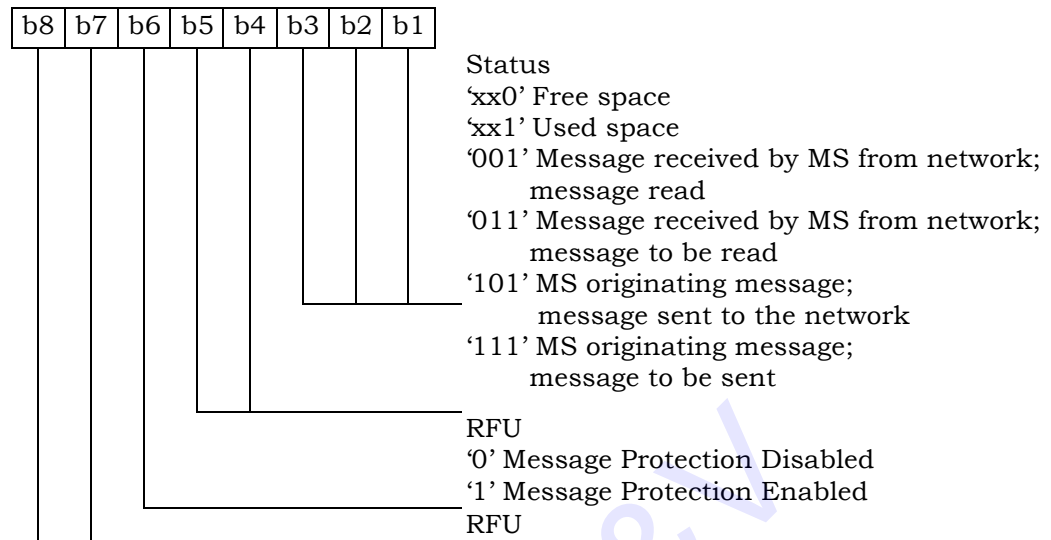 b8 b7 b6 b5 b4 b3 b2 b1
Status
‘xx0’ Free space
‘xx1’ Used space
‘001’ Message received by MS from network;
message read
‘011’ Message received by MS from network;
message to be read
‘101’ MS originating message;
message sent to the network
‘111’ MS originating message;
message to be sent
RFU
‘0’ Message Protection Disabled
‘1’ Message Protection Enabled
RFU